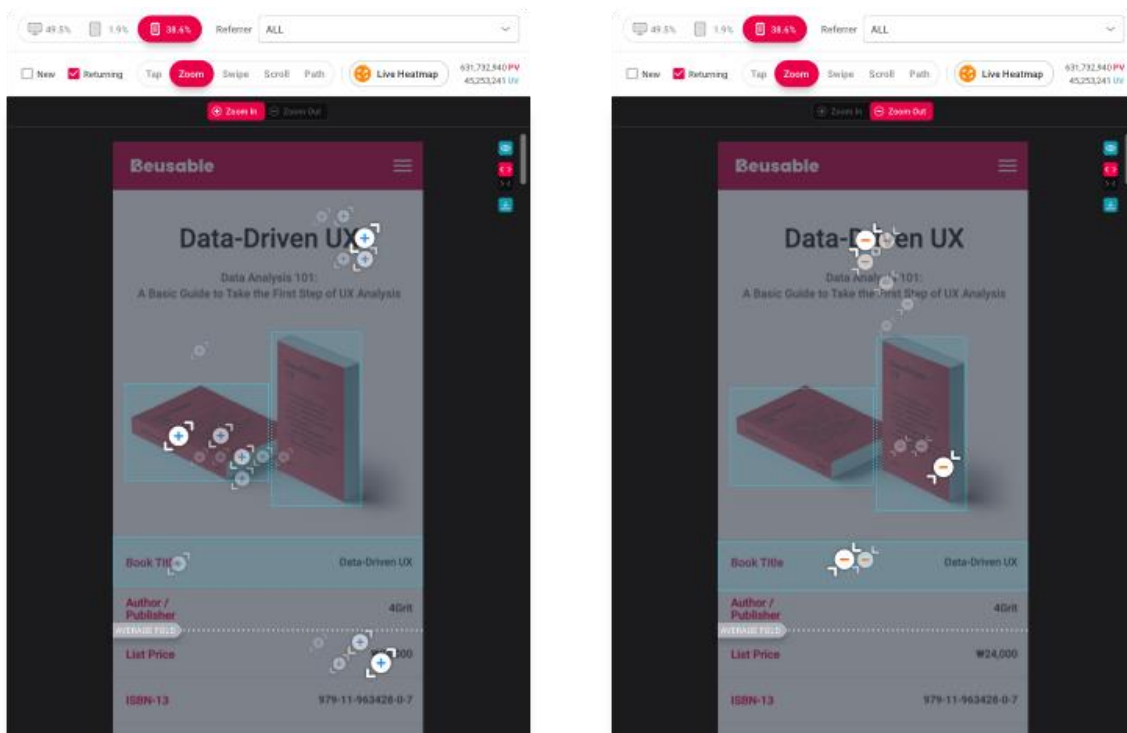 49.5% 1.9% 38.6% Referrer ALL
New Returning Tap Zoom Swipe Scroll Path Live Heatmap 631,732,940 PV
45,253,241 UV
Zoom In Zoom Out
Beusable
Data-Driven UX
Data Analysis 101:
A Basic Guide to Take the First Step of UX Analysis
Book Title Data-Driven UX
Author /
Publisher 4Grit
AVERAGE FOLD
List Price
ISBN-13 979-11-963428-0-7
49.5% 1.9% 38.6% Referrer ALL
New Returning Tap Zoom Swipe Scroll Path Live Heatmap 631,732,940 PV
45,253,241 UV
Zoom In Zoom Out
Beusable
Data-Driven UX
Data Analysis 101:
A Basic Guide to Take the First Step of UX Analysis
Book Title Data-Driven UX
Author /
Publisher 4Grit
AVERAGE FOLD
List Price ₩24,000
ISBN-13 979-11-963428-0-7